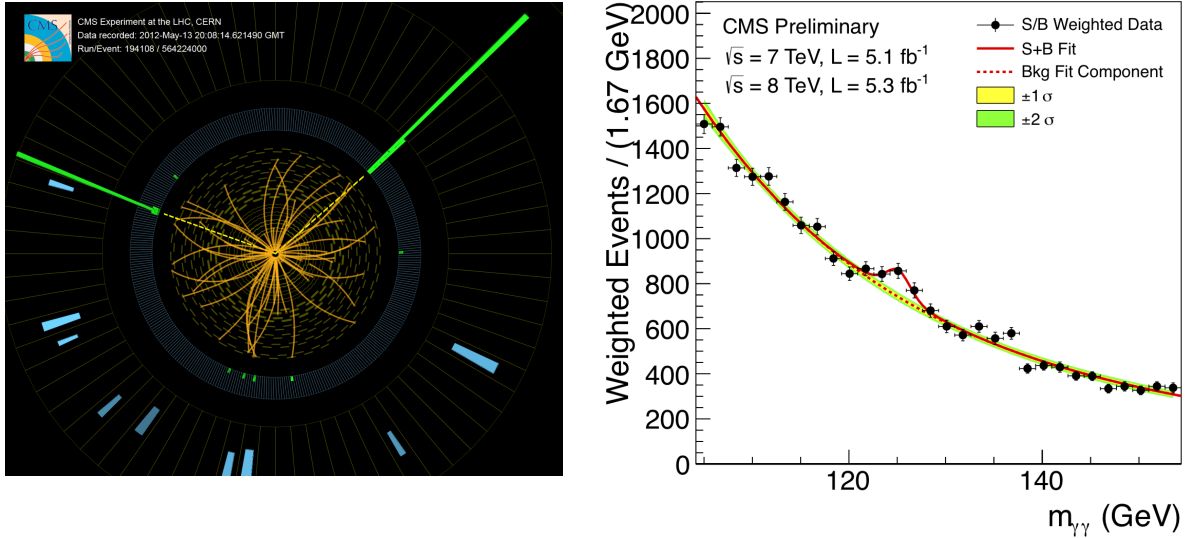 CMS
CMS Experiment at the LHC, CERN
Data recorded: 2012-May-13 20:08:14.621490 GMT
Run/Event: 194108 / 564224000
Weighted Events / (1.67 GeV)
CMS Preliminary
√s = 7 TeV, L = 5.1 fb⁻¹
√s = 8 TeV, L = 5.3 fb⁻¹
S/B Weighted Data
S+B Fit
Bkg Fit Component
±1 σ
±2 σ
1600
1400
1200
1000
800
600
400
200
0
120
140
2000
1800
mγγ (GeV)